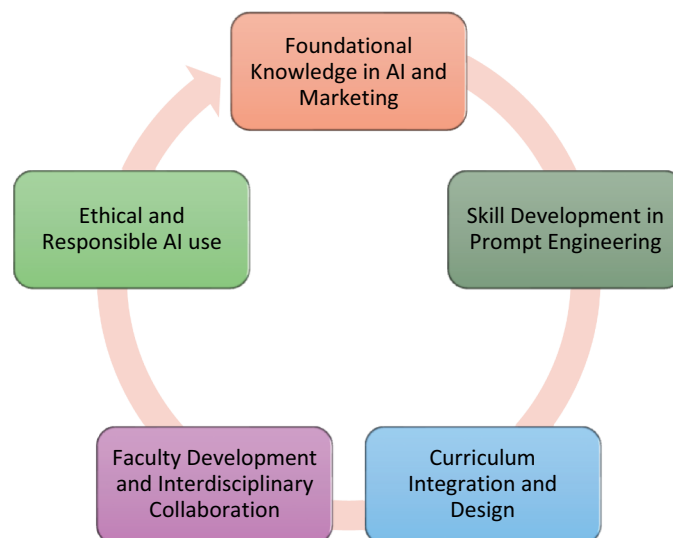 Foundational
Knowledge in AI and
Marketing
Skill Development in
Prompt Engineering
Curriculum
Integration and
Design
Faculty Development
and Interdisciplinary
Collaboration
Ethical and
Responsible AI use